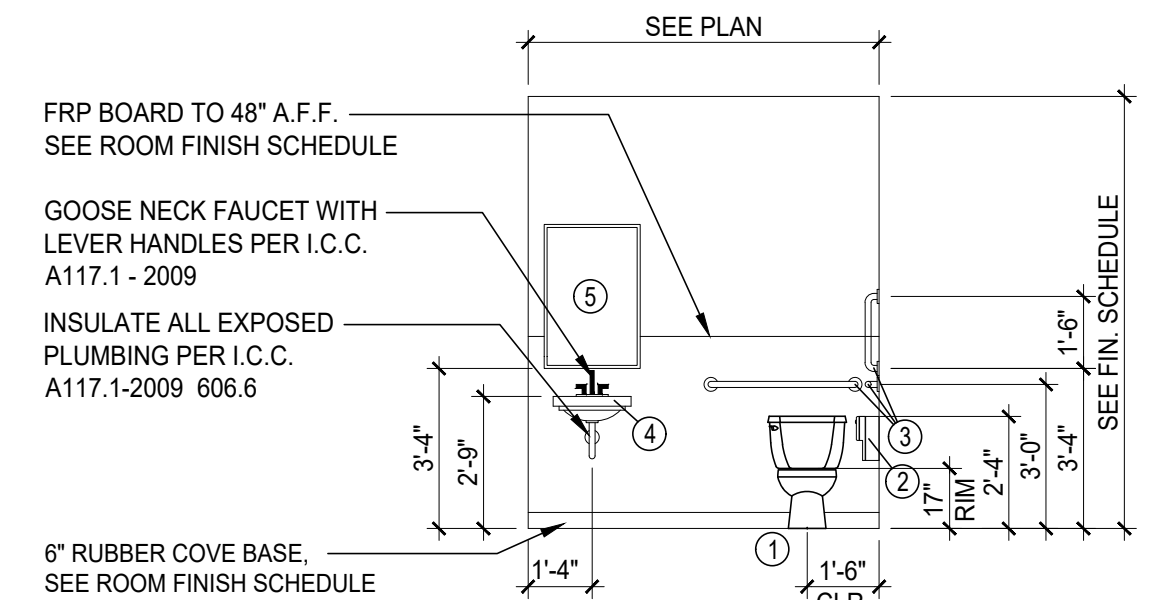 SEE PLAN
FRP BOARD TO 48" A.F.F.
SEE ROOM FINISH SCHEDULE
GOOSE NECK FAUCET WITH
LEVER HANDLES PER I.C.C.
A117.1 - 2009
INSULATE ALL EXPOSED
PLUMBING PER I.C.C.
A117.1-2009 606.6
6" RUBBER COVE BASE,
SEE ROOM FINISH SCHEDULE
5
4
3
2
1
3'-4"
2'-9"
1'-4"
1'-6"
CLR
17"
RIM
2'-4"
3'-0"
3'-4"
1'-6"
SEE FIN. SCHEDULE